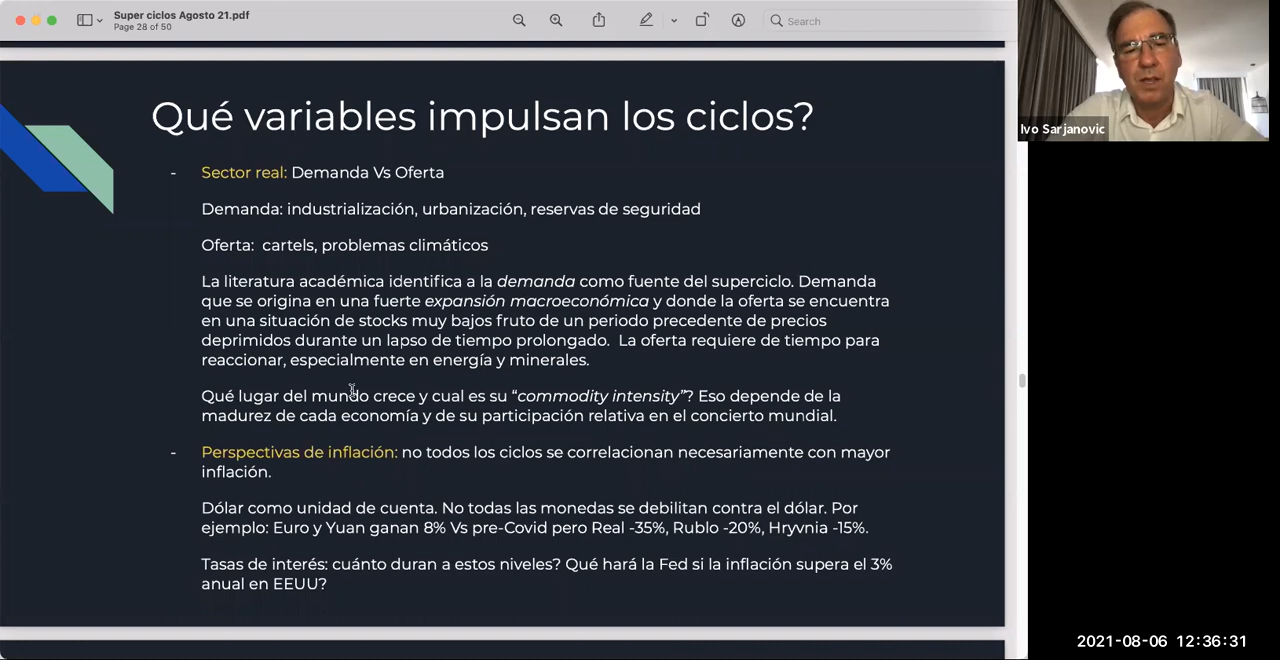 Super ciclos Agosto 21.pdf
Page 28 of 50
Search
Ivo Sarjanovic
Qué variables impulsan los ciclos?
- Sector real: Demanda Vs Oferta
Demanda: industrialización, urbanización, reservas de seguridad
Oferta: cartels, problemas climáticos
La literatura académica identifica a la demanda como fuente del superciclo. Demanda
que se origina en una fuerte expansión macroeconómica y donde la oferta se encuentra
en una situación de stocks muy bajos fruto de un periodo precedente de precios
deprimidos durante un lapso de tiempo prolongado. La oferta requiere de tiempo para
reaccionar, especialmente en energía y minerales.
Qué lugar del mundo crece y cual es su “commodity intensity”? Eso depende de la
madurez de cada economía y de su participación relativa en el concierto mundial.
- Perspectivas de inflación: no todos los ciclos se correlacionan necesariamente con mayor
inflación.
Dólar como unidad de cuenta. No todas las monedas se debilitan contra el dólar. Por
ejemplo: Euro y Yuan ganan 8% Vs pre-Covid pero Real -35%, Rublo -20%, Hryvnia -15%.
Tasas de interés: cuánto duran a estos niveles? Qué hará la Fed si la inflación supera el 3%
anual en EEUU?
2021-08-06 12:36:31